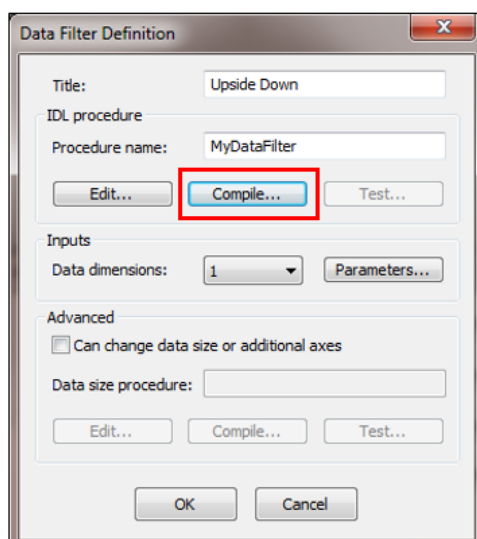 Data Filter Definition
Title: Upside Down
IDL procedure
Procedure name: MyDataFilter
Edit... Compile... Test...
Inputs
Data dimensions: 1 Parameters...
Advanced
Can change data size or additional axes
Data size procedure:
Edit... Compile... Test...
OK Cancel